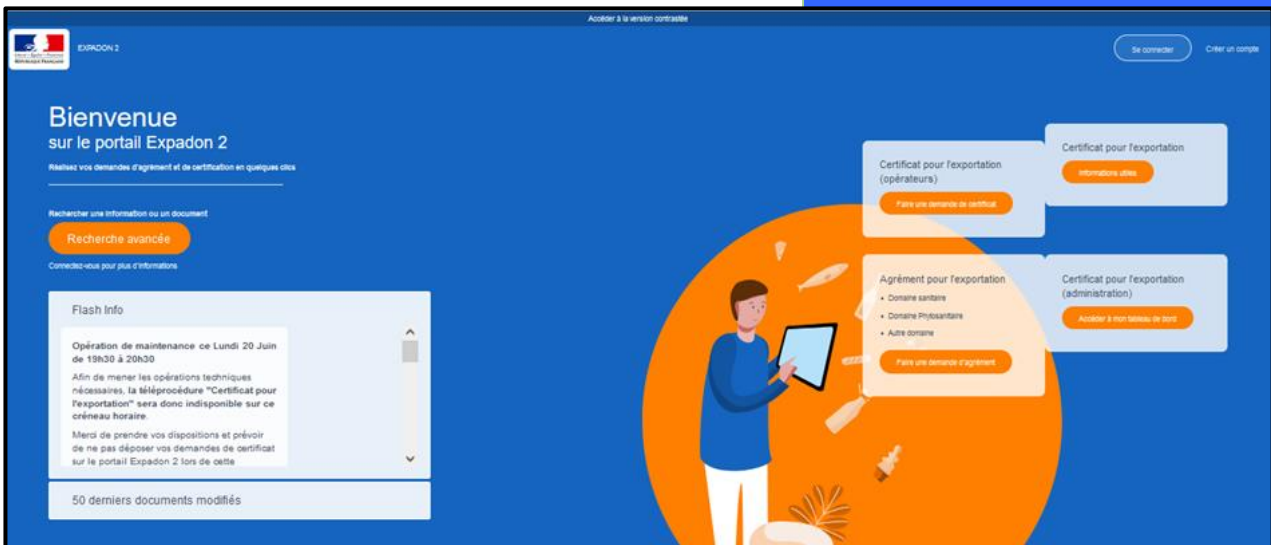 Accéder à la version contrastée
RÉPUBLIQUE FRANÇAISE
EXPADON 2
Se connecter
Créer un compte
Bienvenue
sur le portail Expadon 2
Réalisez vos demandes d'agrément et de certification en quelques clics
Rechercher une information ou un document
Recherche avancée
Connectez-vous pour plus d'informations
Flash Info
Opération de maintenance ce Lundi 20 Juin
de 19h30 à 20h30
Afin de mener les opérations techniques
nécessaires, la téléprocédure "Certificat pour
l'exportation" sera donc indisponible sur ce
créneau horaire.
Merci de prendre vos dispositions et prévoir
de ne pas déposer vos demandes de certificat
sur le portail Expadon 2 lors de cette
50 derniers documents modifiés
Certificat pour l'exportation
(opérateurs)
Faire une demande de certificat
Certificat pour l'exportation
Informations utiles
Agrément pour l'exportation
• Domaine sanitaire
• Domaine Phytosanitaire
• Autre domaine
Faire une demande d'agrément
Certificat pour l'exportation
(administration)
Accéder à mon tableau de bord